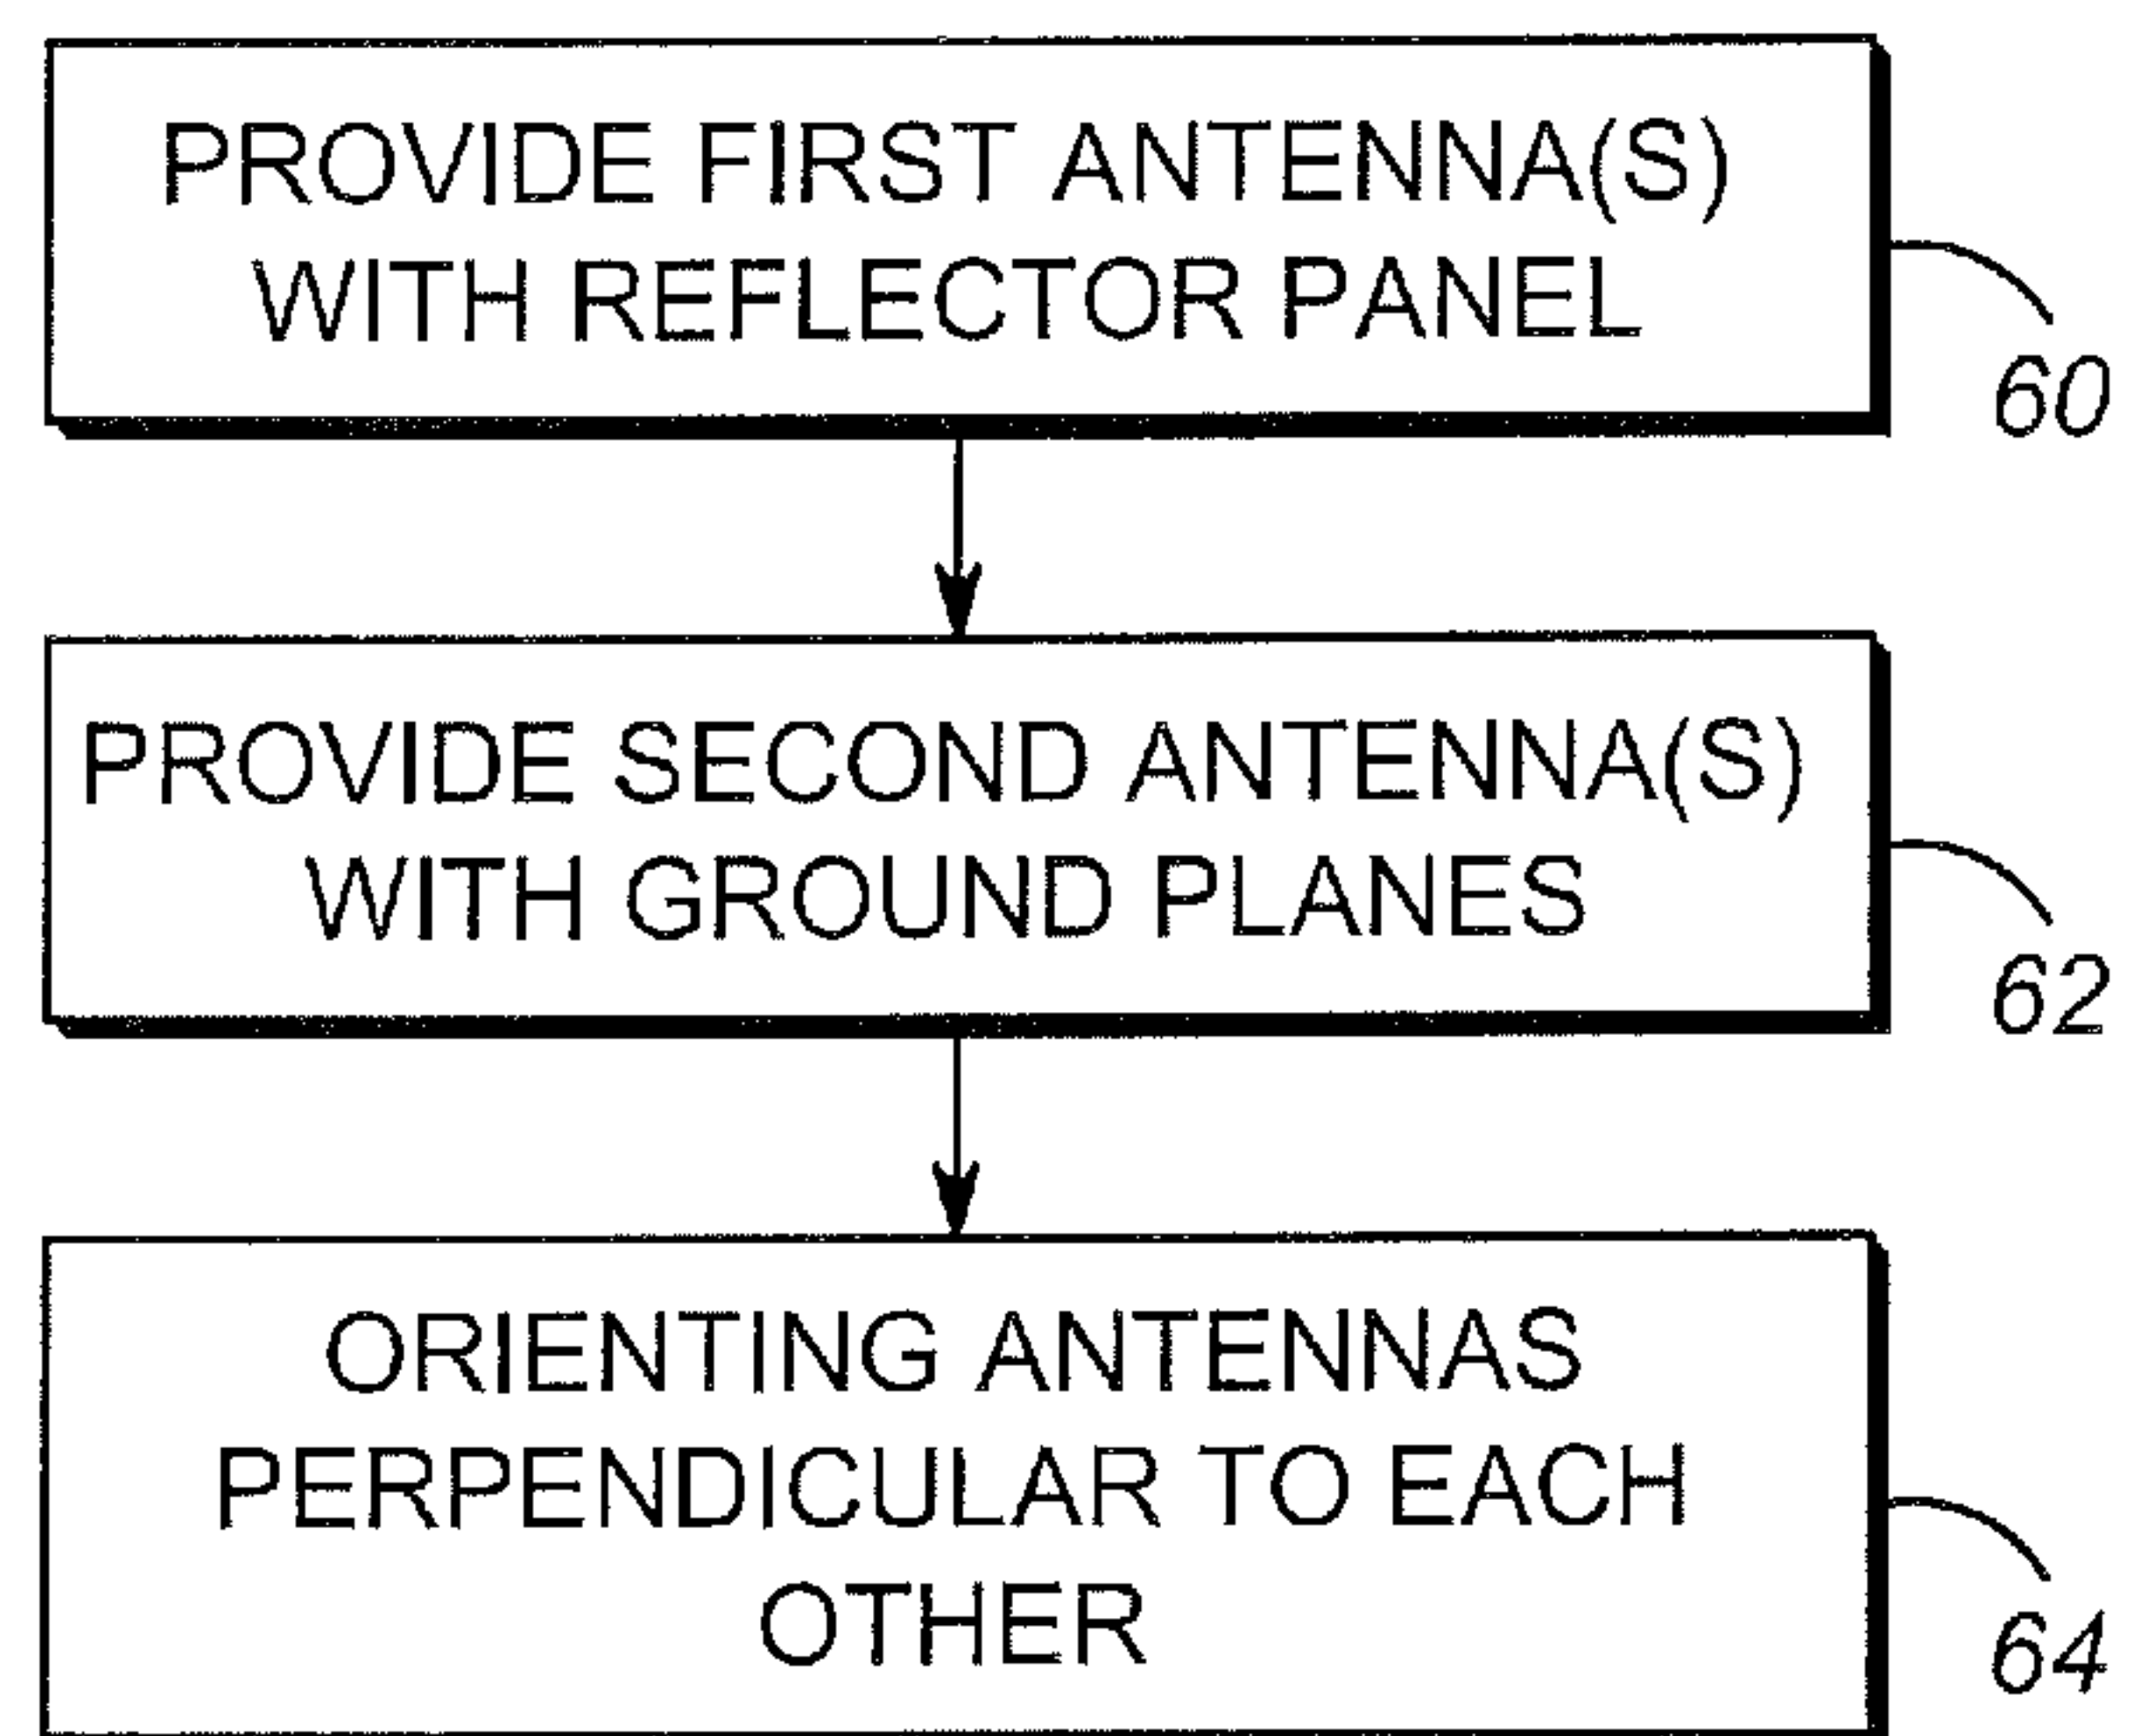 PROVIDE FIRST ANTENNA(S)
WITH REFLECTOR PANEL
60
PROVIDE SECOND ANTENNA(S)
WITH GROUND PLANES
62
ORIENTING ANTENNAS
PERPENDICULAR TO EACH
OTHER
64